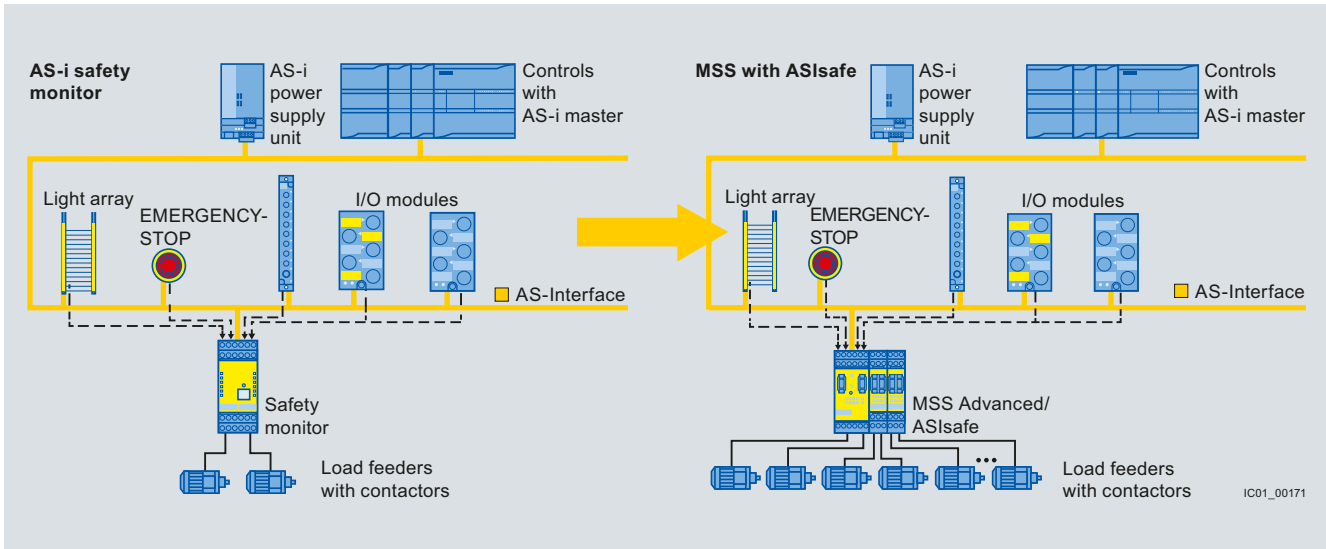 AS-i safety
monitor
AS-i
power
supply
unit
Controls
with
AS-i master
Light array
EMERGENCY-
STOP
I/O modules
AS-Interface
Safety
monitor
Load feeders
with contactors
MSS with ASIsafe
AS-i
power
supply
unit
Controls
with
AS-i master
Light array
EMERGENCY-
STOP
I/O modules
AS-Interface
MSS Advanced/
ASIsafe
Load feeders
with contactors
IC01_00171